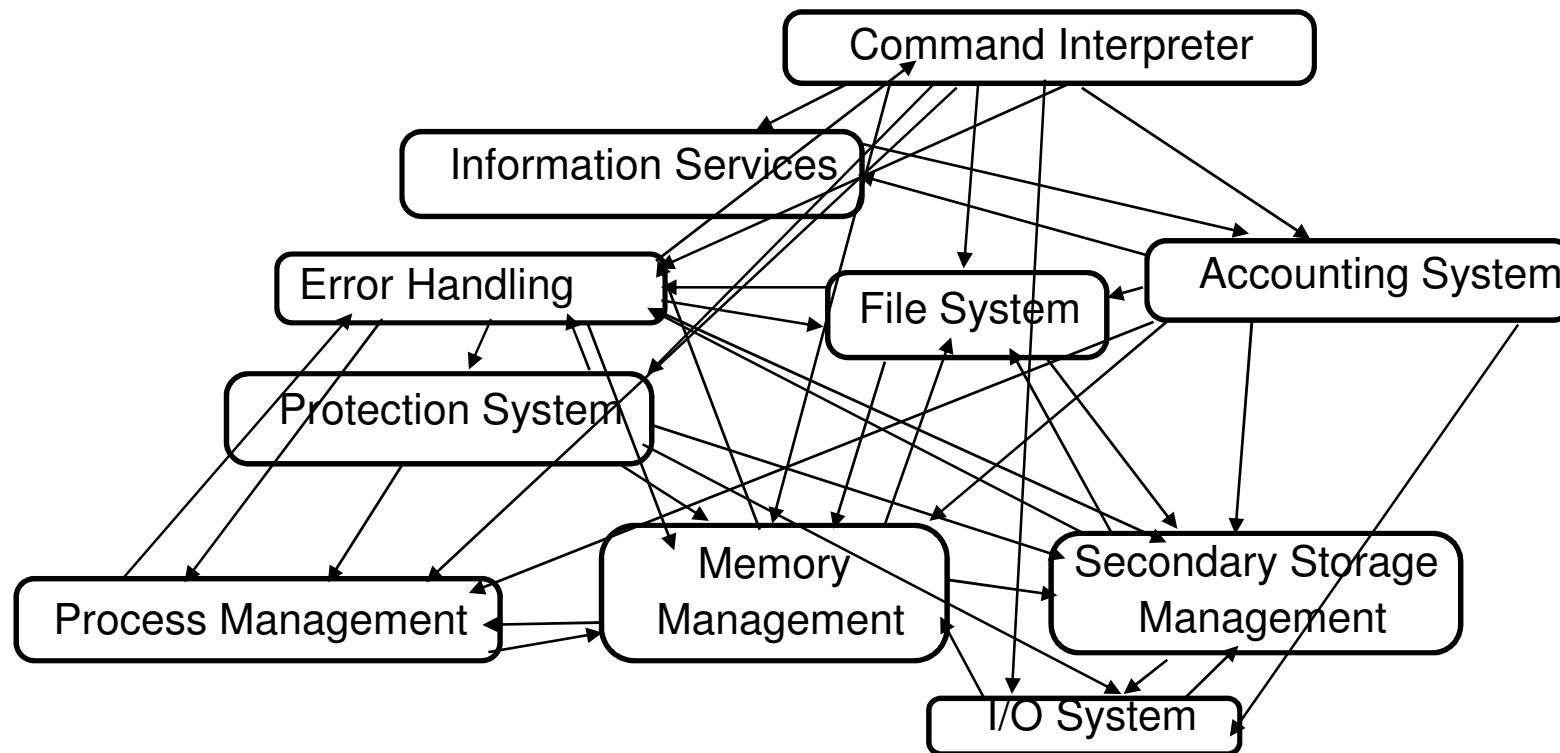 Command Interpreter
Information Services
Error Handling
File System
Accounting System
Protection System
Memory
Management
Secondary Storage
Management
Process Management
I/O System